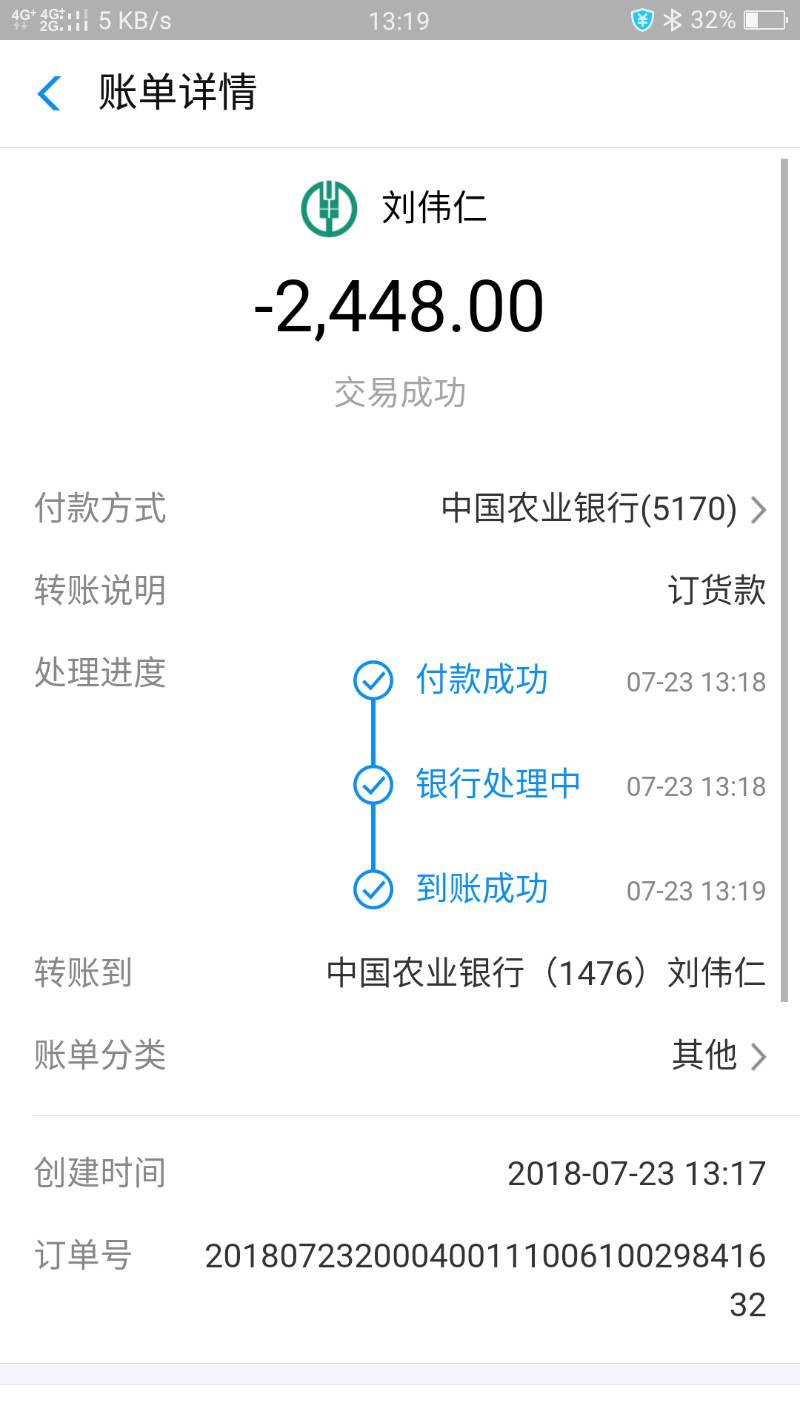 4G+ 4G+ 2G 5 KB/s 13:19 ¥ 32%
账单详情
刘伟仁
-2,448.00
交易成功
付款方式 中国农业银行(5170)
转账说明 订货款
处理进度 付款成功 07-23 13:18
银行处理中 07-23 13:18
到账成功 07-23 13:19
转账到 中国农业银行（1476）刘伟仁
账单分类 其他
创建时间 2018-07-23 13:17
订单号 20180723200040011100610029841​6
32